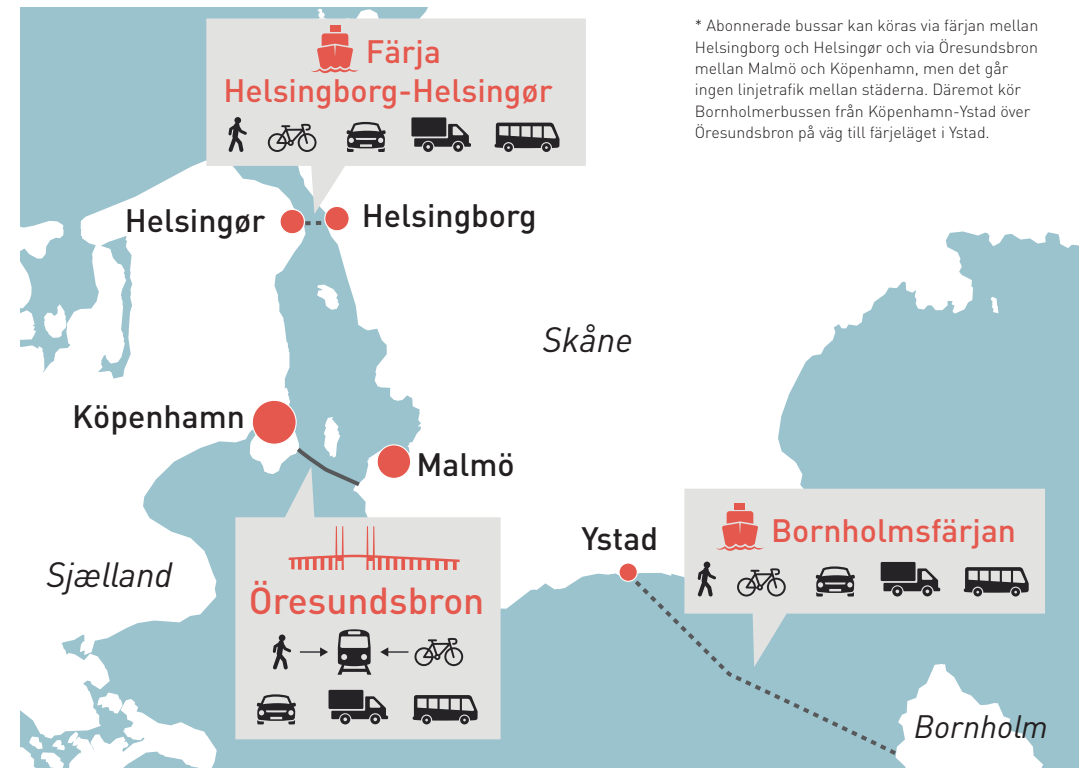 * Abonnerade bussar kan köras via färjan mellan
Helsingborg och Helsingør och via Öresundsbron
mellan Malmö och Köpenhamn, men det går
ingen linjetrafik mellan städerna. Däremot kör
Bornholmerbussen från Köpenhamn-Ystad över
Öresundsbron på väg till färjeläget i Ystad.
Färja
Helsingborg-Helsingør
Helsingør
Helsingborg
Skåne
Köpenhamn
Malmö
Ystad
Bornholmsfärjan
Sjælland
Öresundsbron
Bornholm